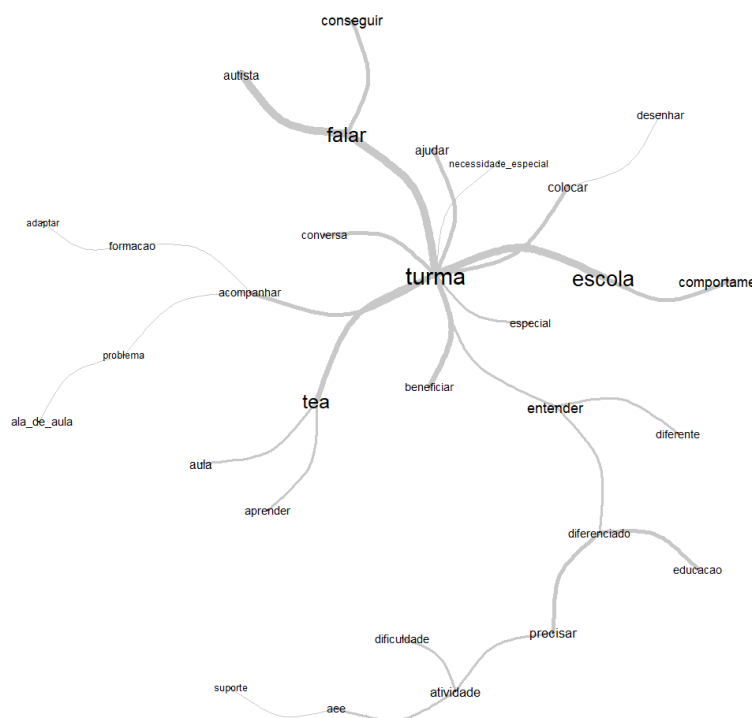 conseguir
autista
desenhar
falar
ajudar
necessidade_especial
colocar
adaptar
conversa
formacao
turma
escola
comportame
acompanhar
especial
problema
beneficiar
tea
entender
ala_de_aula
diferente
aula
aprender
diferenciado
educacao
dificuldade
precisar
suporte
atividade
aee